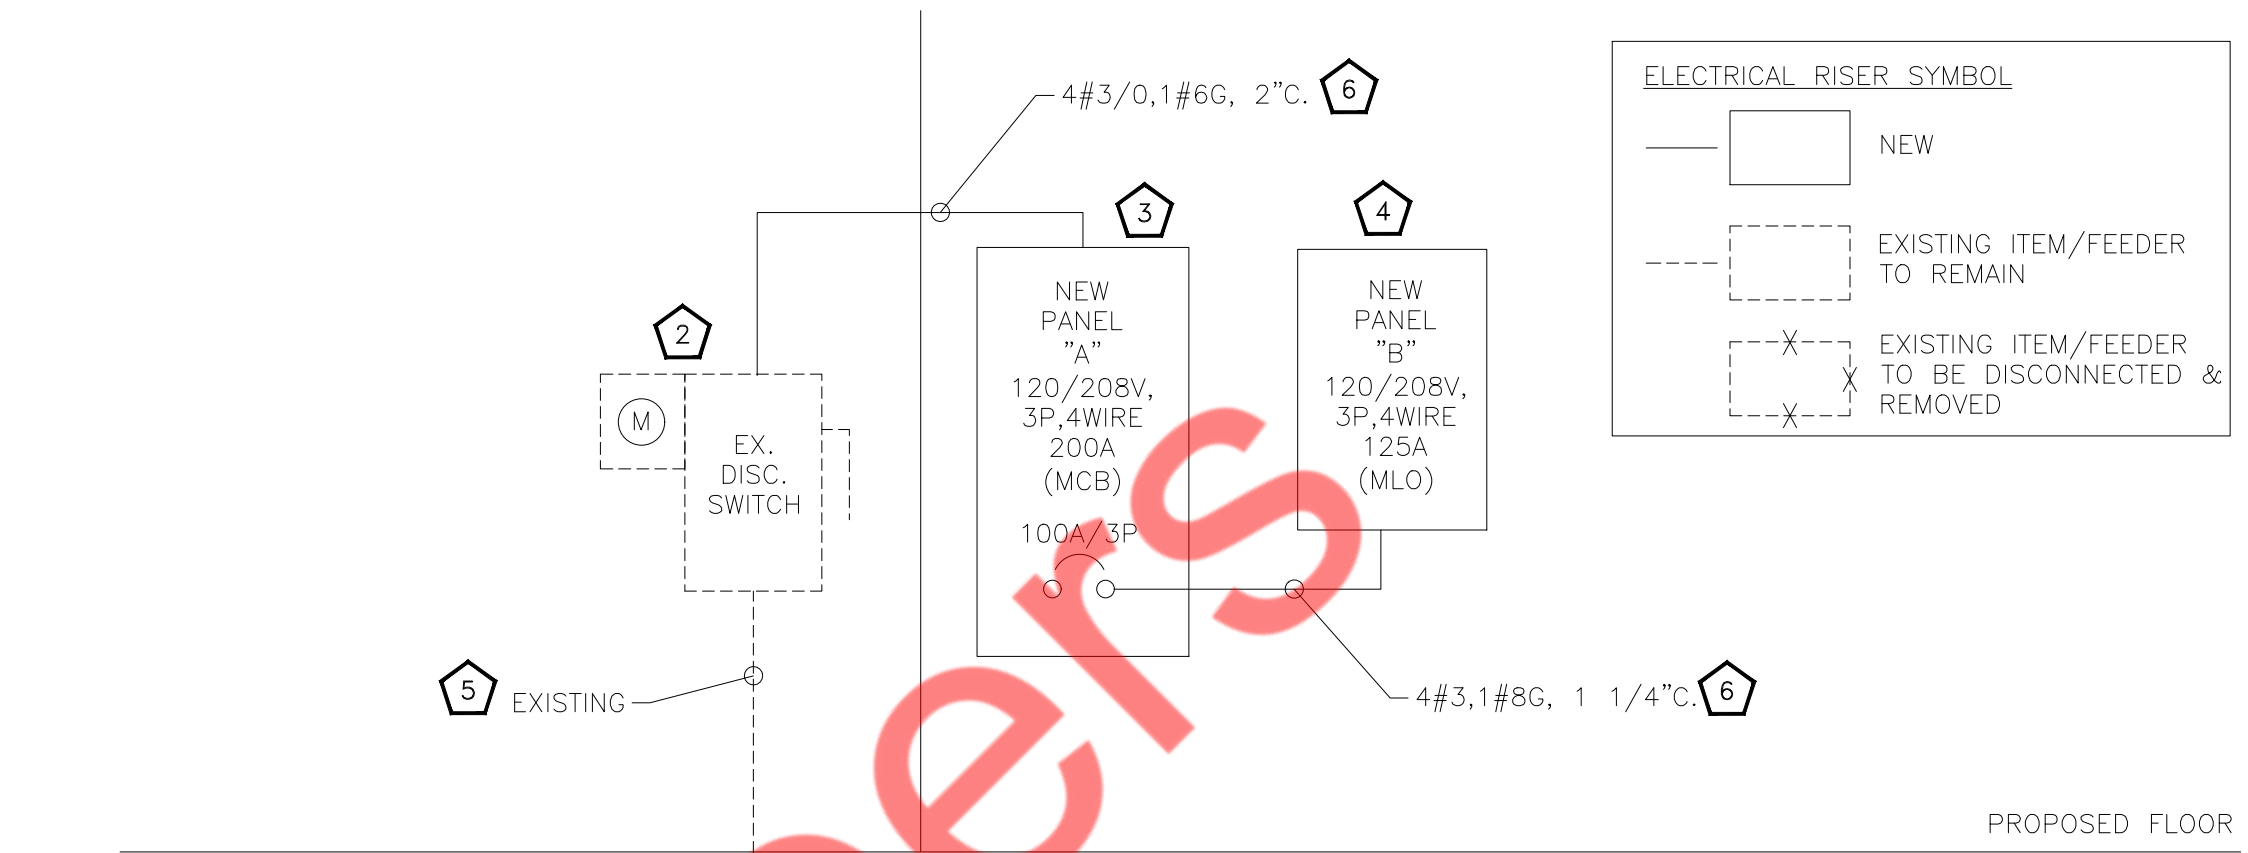 4#3/0,1#6G, 2"C.
6
ELECTRICAL RISER SYMBOL
NEW
EXISTING ITEM/FEEDER
TO REMAIN
EXISTING ITEM/FEEDER
TO BE DISCONNECTED &
REMOVED
3
4
2
M
EX.
DISC.
SWITCH
NEW
PANEL
"A"
120/208V,
3P,4WIRE
200A
(MCB)
100A/3P
NEW
PANEL
"B"
120/208V,
3P,4WIRE
125A
(MLO)
5
EXISTING
4#3,1#8G, 1 1/4"C.
6
PROPOSED FLOOR
ers